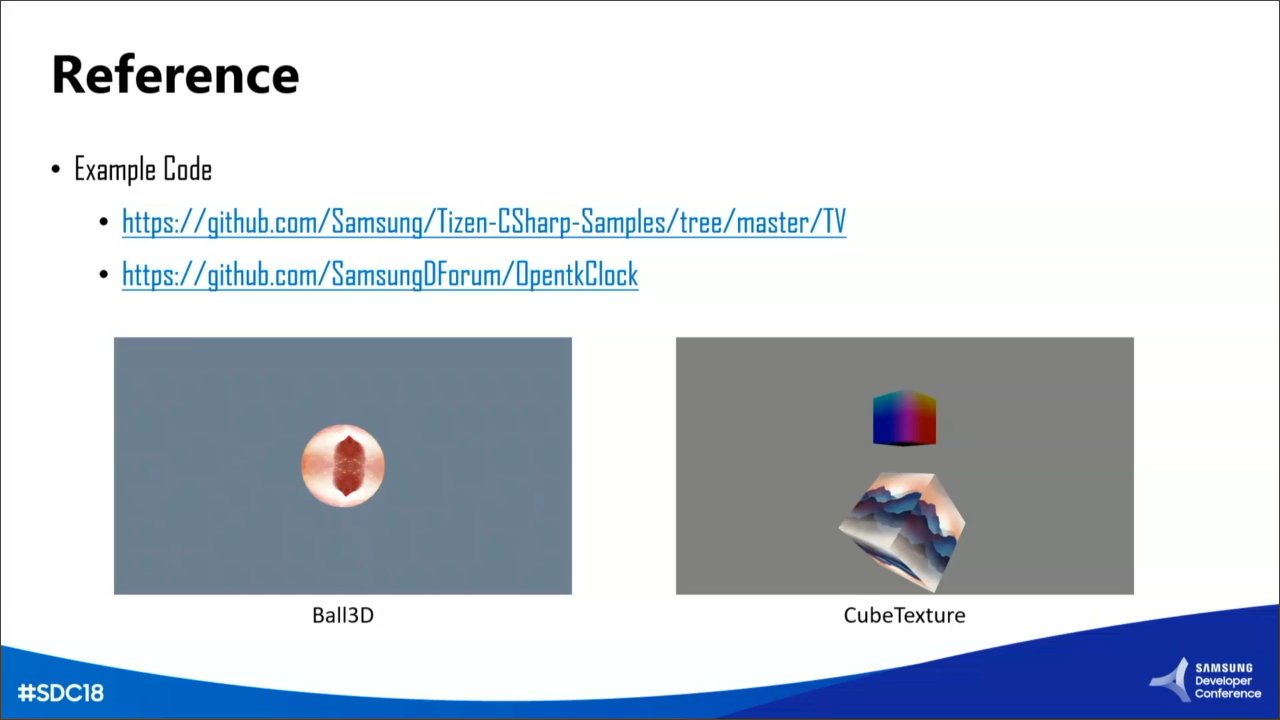 Reference
• Example Code
• https://github.com/Samsung/Tizen-CSharp-Samples/tree/master/TV
• https://github.com/SamsungDForum/OpentkClock
Ball3D
CubeTexture
#SDC18
SAMSUNG
Developer
Conference